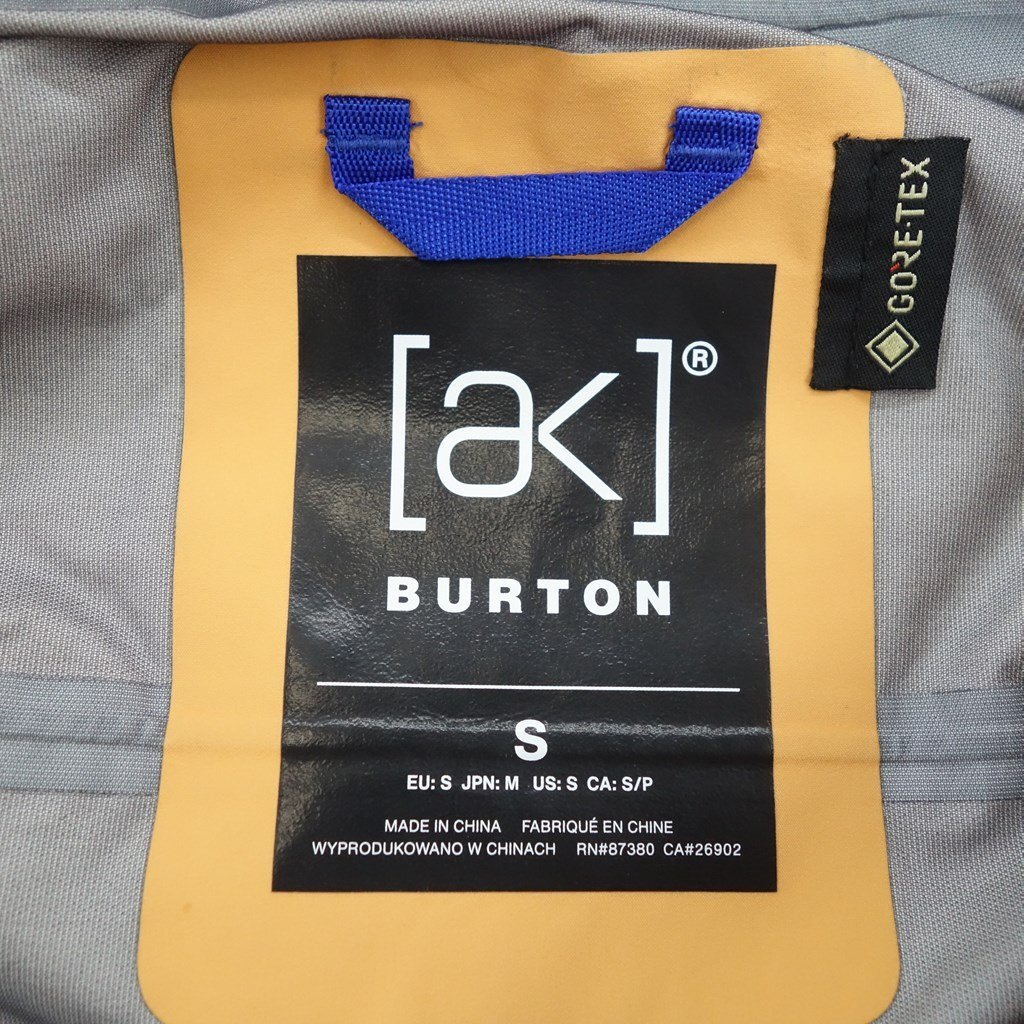 GORE-TEX
[ak]®
BURTON
S
EU: S JPN: M US: S CA: S/P
MADE IN CHINA FABRIQUÉ EN CHINE
WYPRODUKOWANO W CHINACH RN#87380 CA#26902